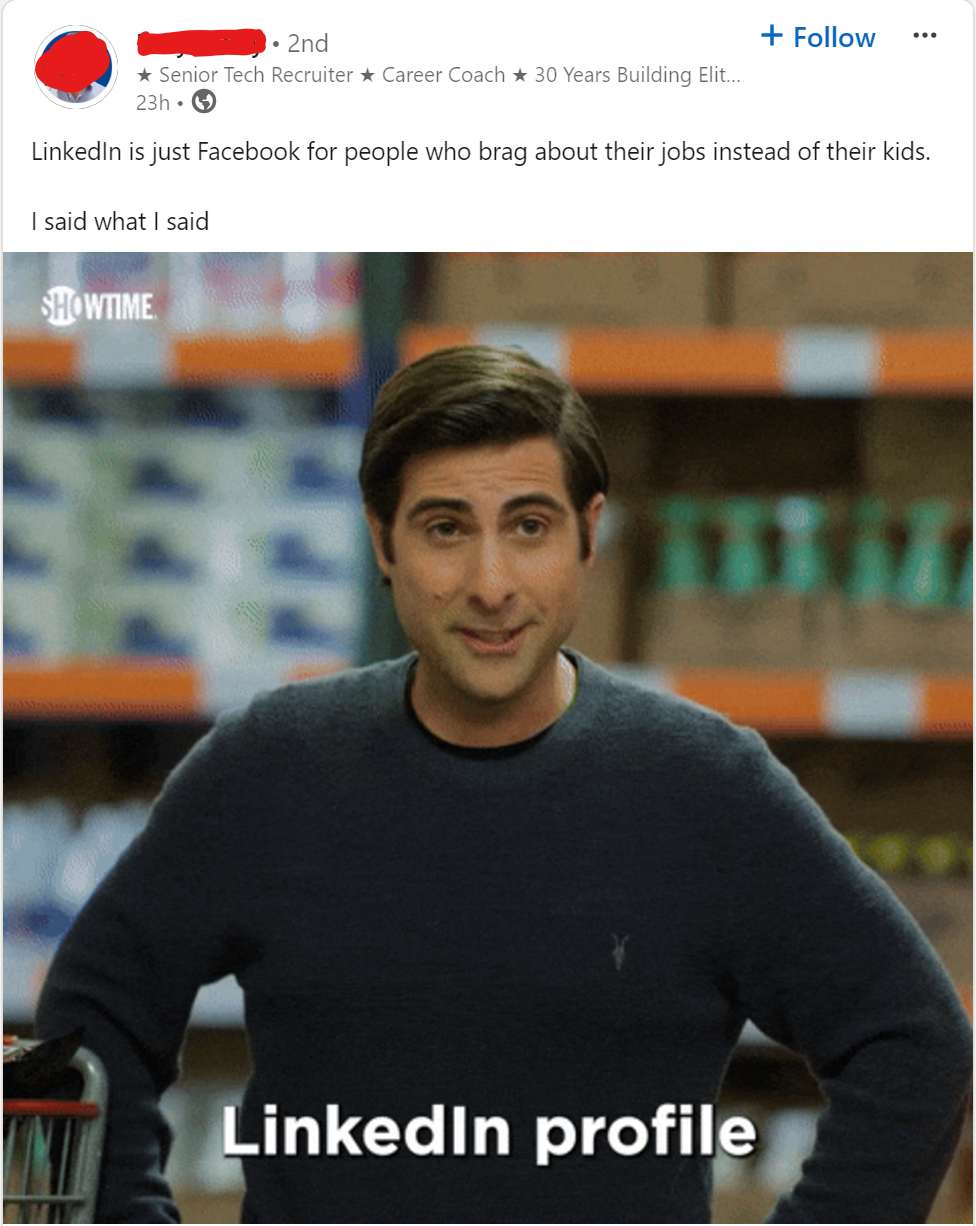 • 2nd
+ Follow
★ Senior Tech Recruiter ★ Career Coach ★ 30 Years Building Elit...
23h •
LinkedIn is just Facebook for people who brag about their jobs instead of their kids.
I said what I said
SHOWTIME
LinkedIn profile